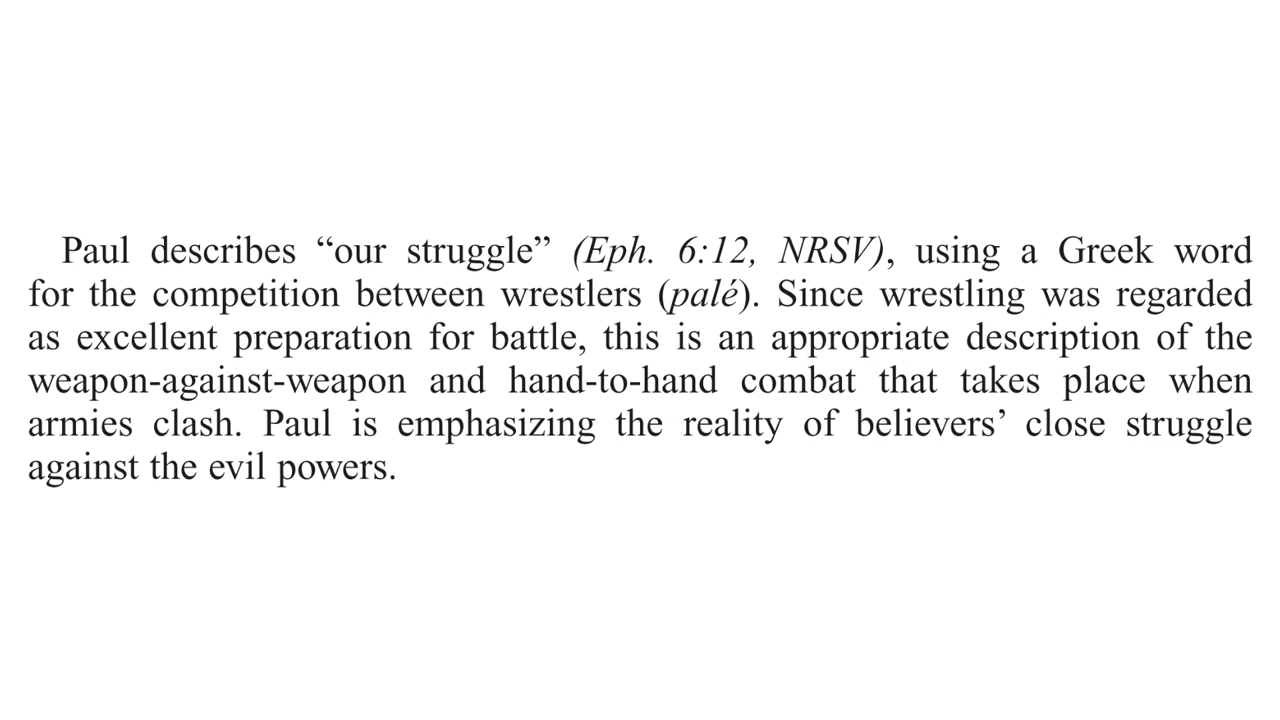 Paul describes “our struggle” (Eph. 6:12, NRSV), using a Greek word
for the competition between wrestlers (palé). Since wrestling was regarded
as excellent preparation for battle, this is an appropriate description of the
weapon-against-weapon and hand-to-hand combat that takes place when
armies clash. Paul is emphasizing the reality of believers’ close struggle
against the evil powers.